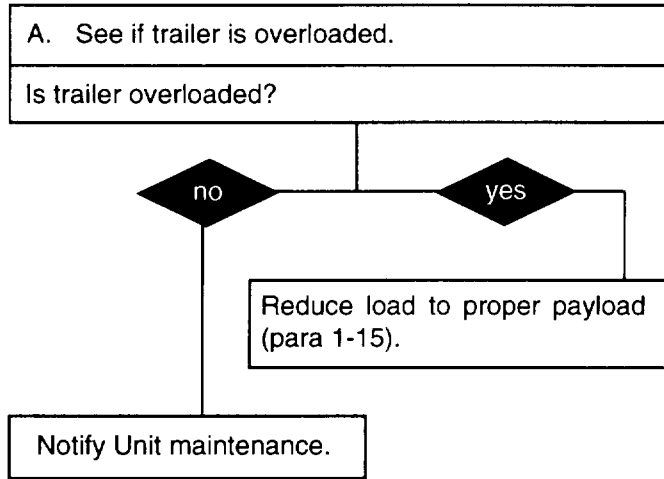 A. See if trailer is overloaded.
Is trailer overloaded?
no
yes
Reduce load to proper payload
(para 1-15).
Notify Unit maintenance.